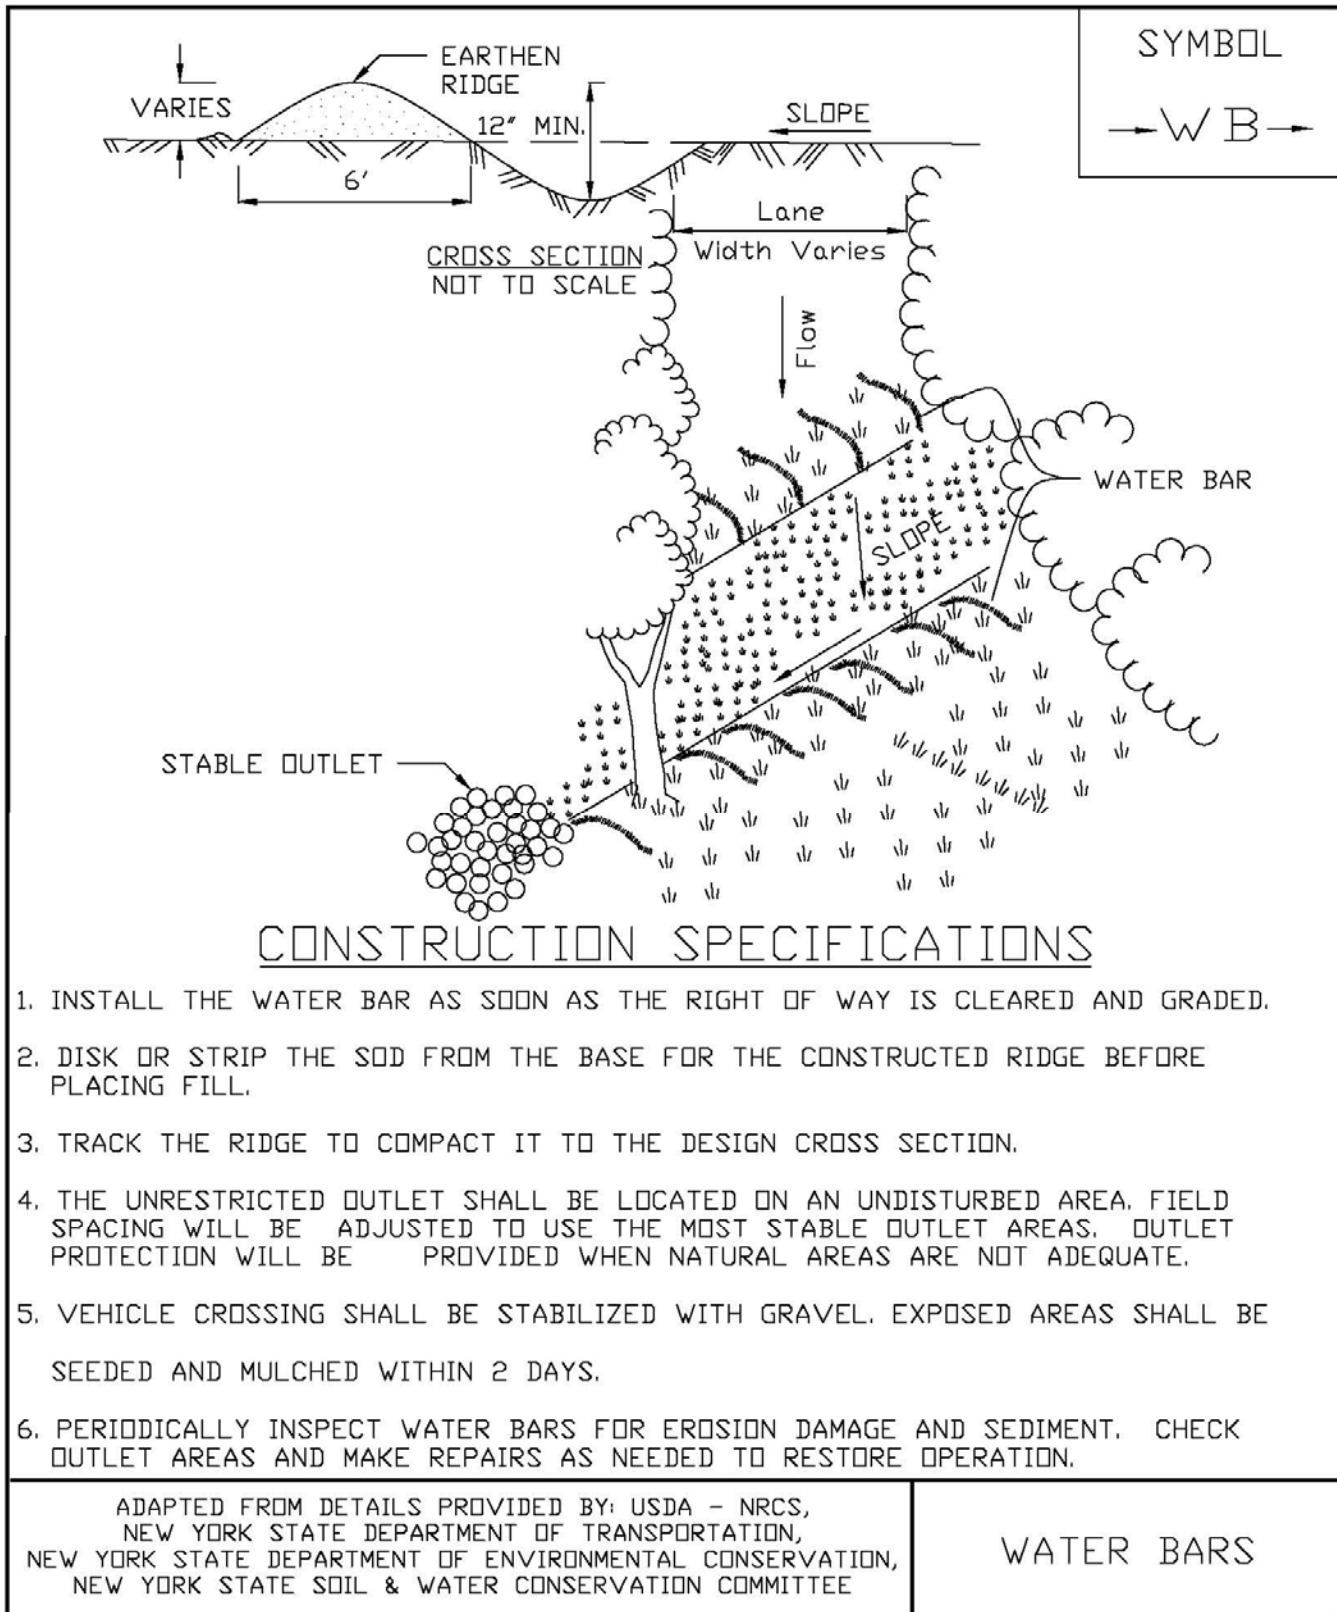 SYMBOL
WB
EARTHEN
RIDGE
VARIES
12" MIN.
SLOPE
6'
Lane
Width Varies
CROSS SECTION
NOT TO SCALE
Flow
WATER BAR
SLOPE
STABLE OUTLET
CONSTRUCTION SPECIFICATIONS
1. INSTALL THE WATER BAR AS SOON AS THE RIGHT OF WAY IS CLEARED AND GRADED.
2. DISK OR STRIP THE SOD FROM THE BASE FOR THE CONSTRUCTED RIDGE BEFORE
PLACING FILL.
3. TRACK THE RIDGE TO COMPACT IT TO THE DESIGN CROSS SECTION.
4. THE UNRESTRICTED OUTLET SHALL BE LOCATED ON AN UNDISTURBED AREA. FIELD
SPACING WILL BE ADJUSTED TO USE THE MOST STABLE OUTLET AREAS. OUTLET
PROTECTION WILL BE PROVIDED WHEN NATURAL AREAS ARE NOT ADEQUATE.
5. VEHICLE CROSSING SHALL BE STABILIZED WITH GRAVEL. EXPOSED AREAS SHALL BE
SEEDED AND MULCHED WITHIN 2 DAYS.
6. PERIODICALLY INSPECT WATER BARS FOR EROSION DAMAGE AND SEDIMENT. CHECK
OUTLET AREAS AND MAKE REPAIRS AS NEEDED TO RESTORE OPERATION.
ADAPTED FROM DETAILS PROVIDED BY: USDA - NRCS,
NEW YORK STATE DEPARTMENT OF TRANSPORTATION,
NEW YORK STATE DEPARTMENT OF ENVIRONMENTAL CONSERVATION,
NEW YORK STATE SOIL & WATER CONSERVATION COMMITTEE
WATER BARS